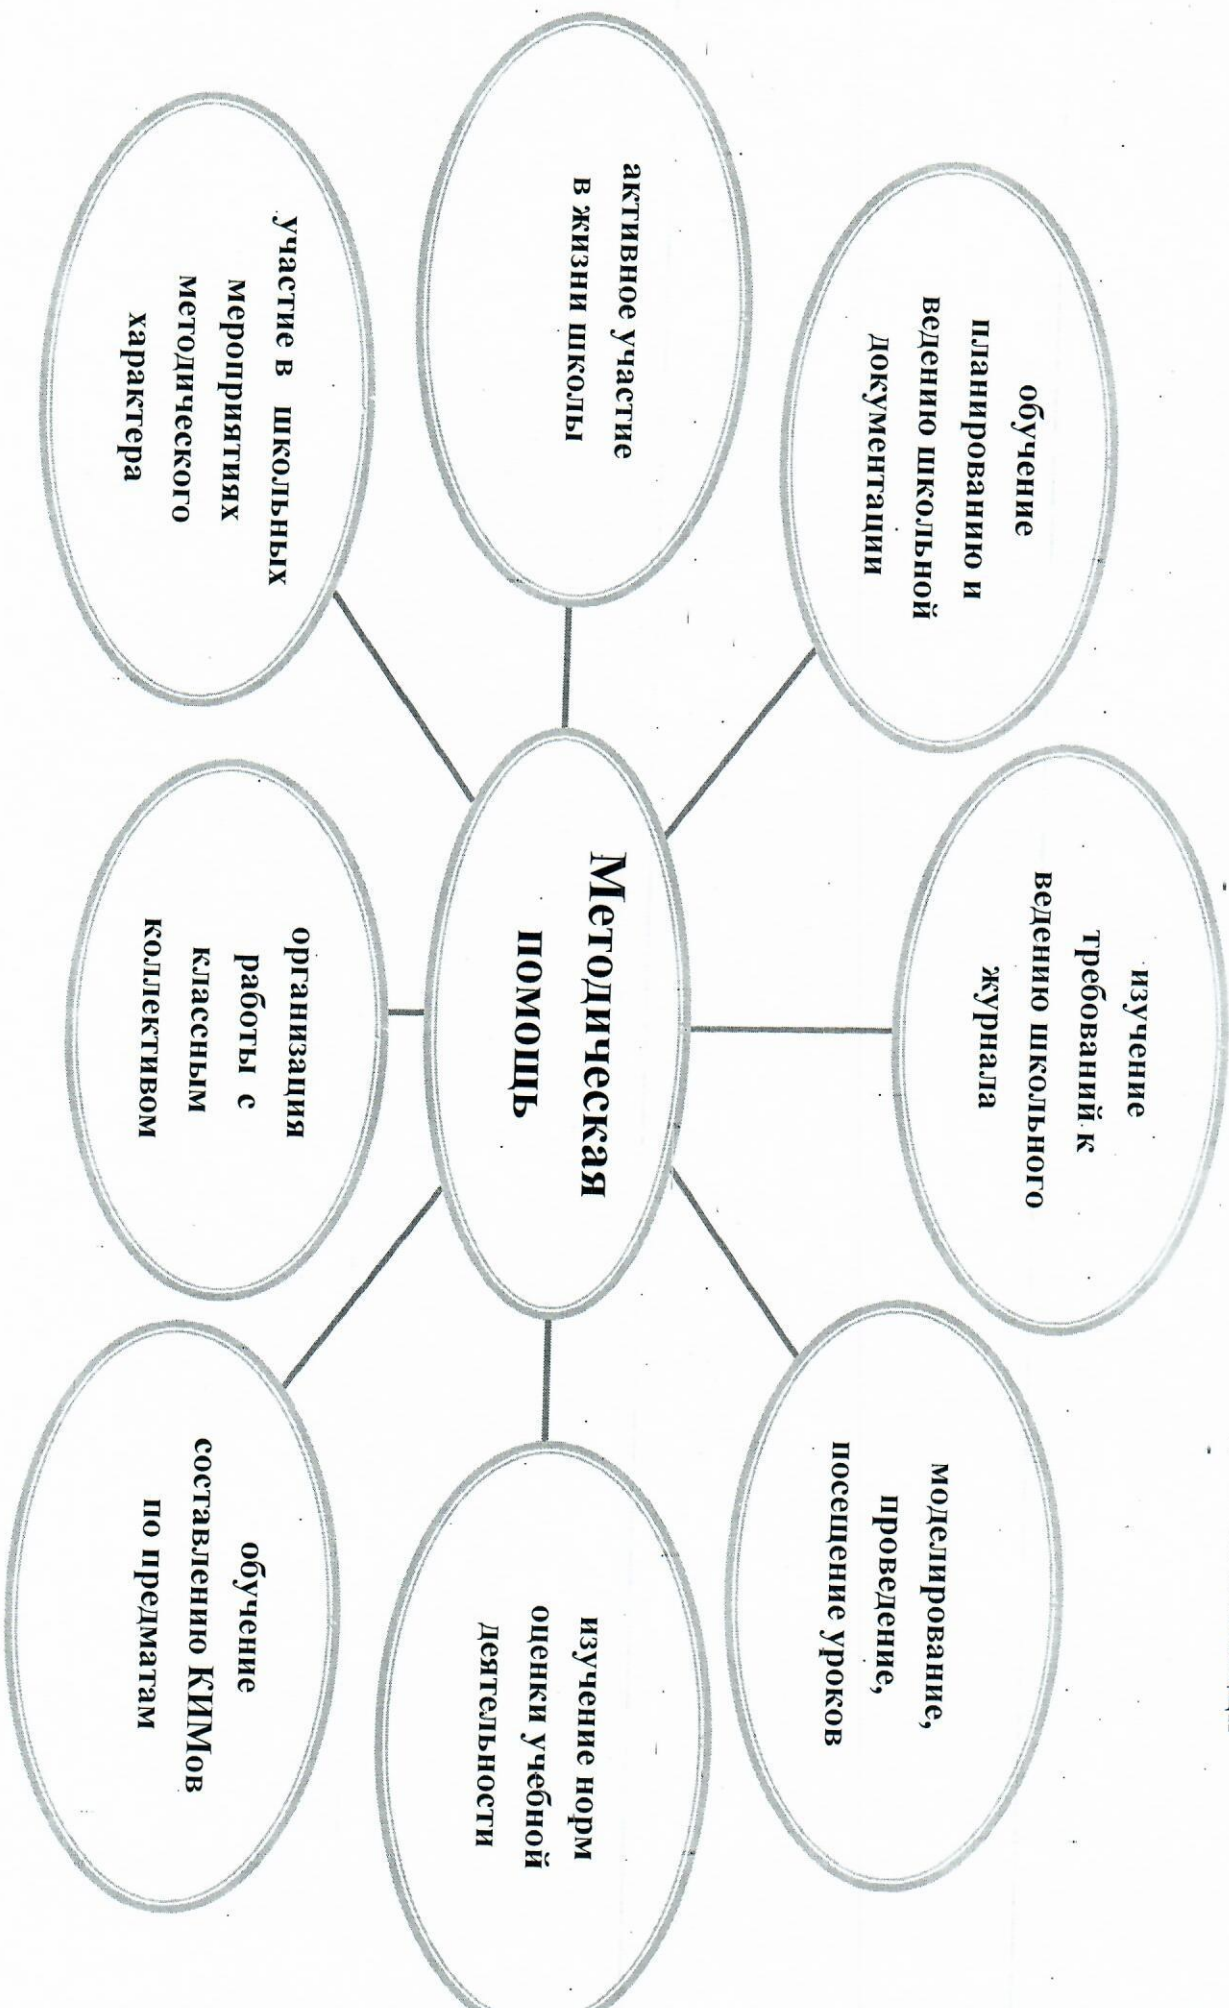 изучение
требований к
ведению школьного
журнала
обучение
планированию и
ведению школьной
документации
моделирование,
проведение,
посещение уроков
активное участие
в жизни школы
Методическая
помощь
изучение норм
оценки учебной
деятельности
участие в школьных
мероприятиях
методического
характера
организация
работы с
классным
коллективом
обучение
составлению КИМов
по предматам